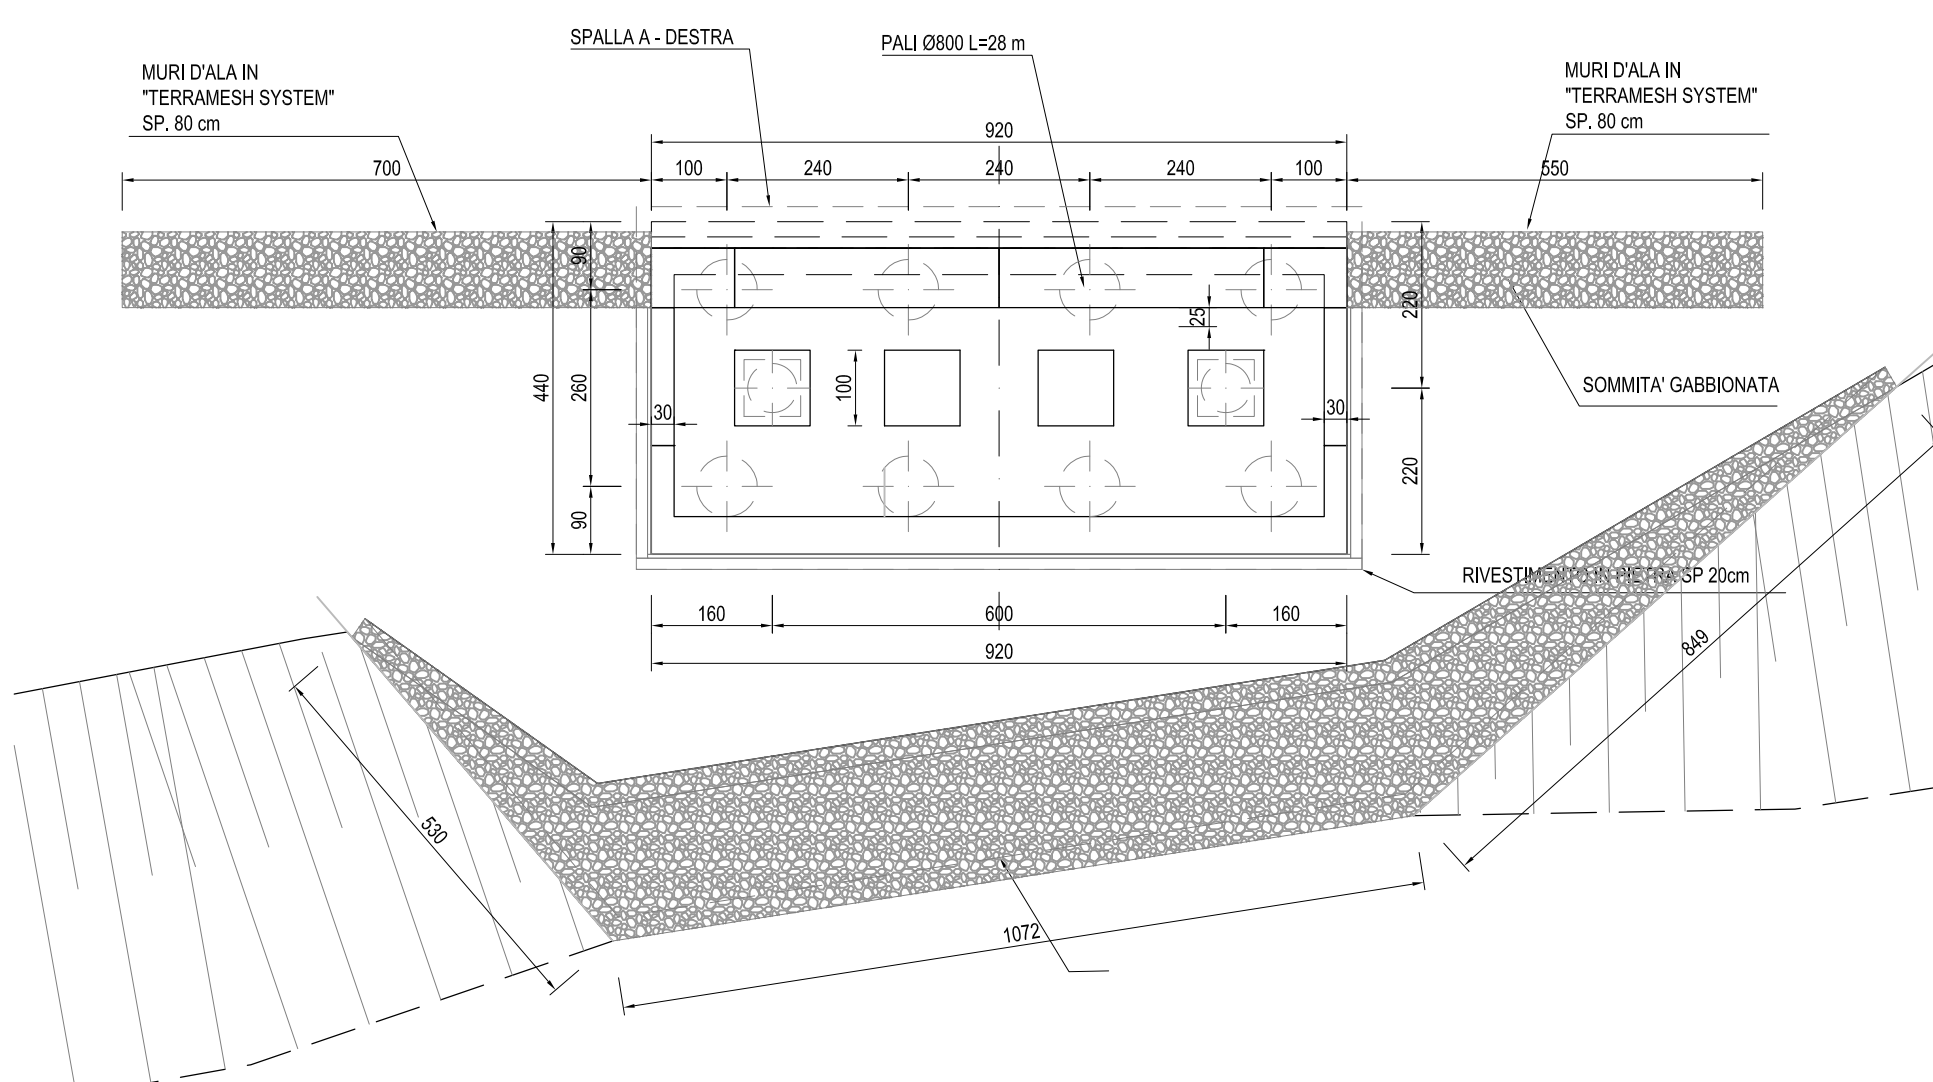 SPALLA A - DESTRA
PALI Ø800 L=28 m
MURI D'ALA IN
"TERRAMESH SYSTEM"
SP. 80 cm
MURI D'ALA IN
"TERRAMESH SYSTEM"
SP. 80 cm
920
700
100
240
240
240
100
550
90
440
260
90
30
100
25
30
220
220
SOMMITA' GABBIONATA
RIVESTIMENTO IN PIETRA SP 20cm
160
600
160
920
849
530
1072